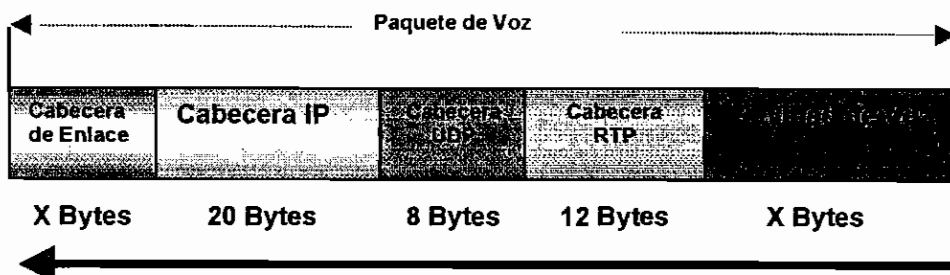 Paquete de Voz
Cabecera de Enlace
Cabecera IP
Cabecera UDP
Cabecera RTP
X Bytes 20 Bytes 8 Bytes 12 Bytes X Bytes